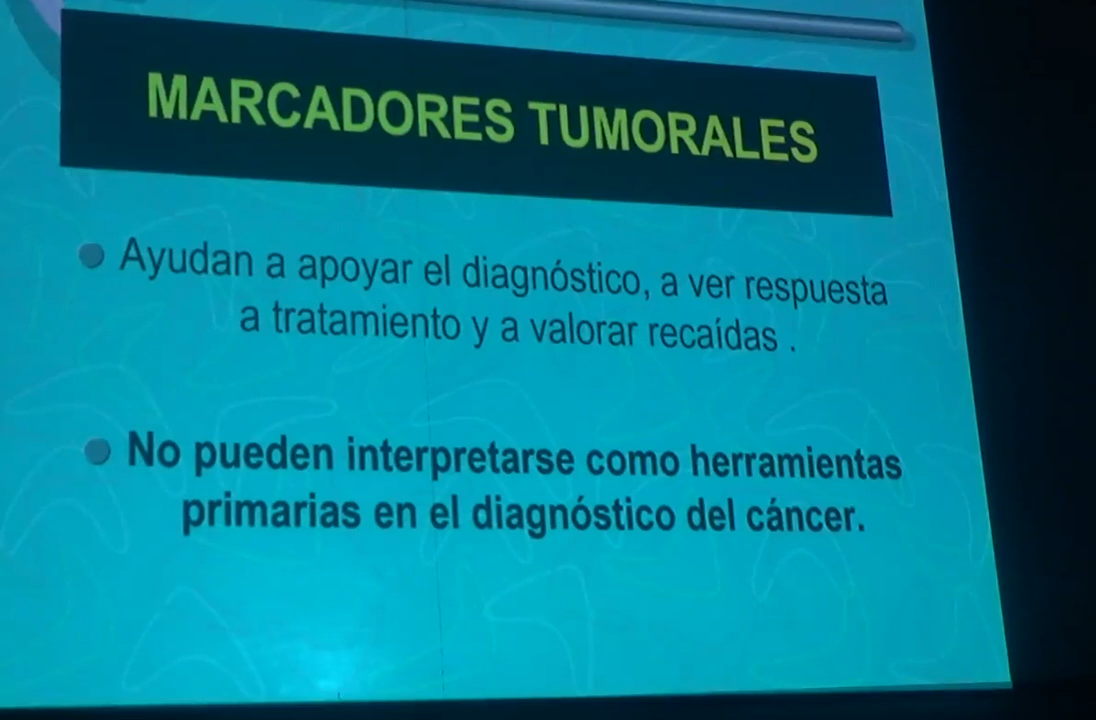 MARCADORES TUMORALES
Ayudan a apoyar el diagnóstico, a ver respuesta
a tratamiento y a valorar recaídas .
No pueden interpretarse como herramientas
primarias en el diagnóstico del cáncer.